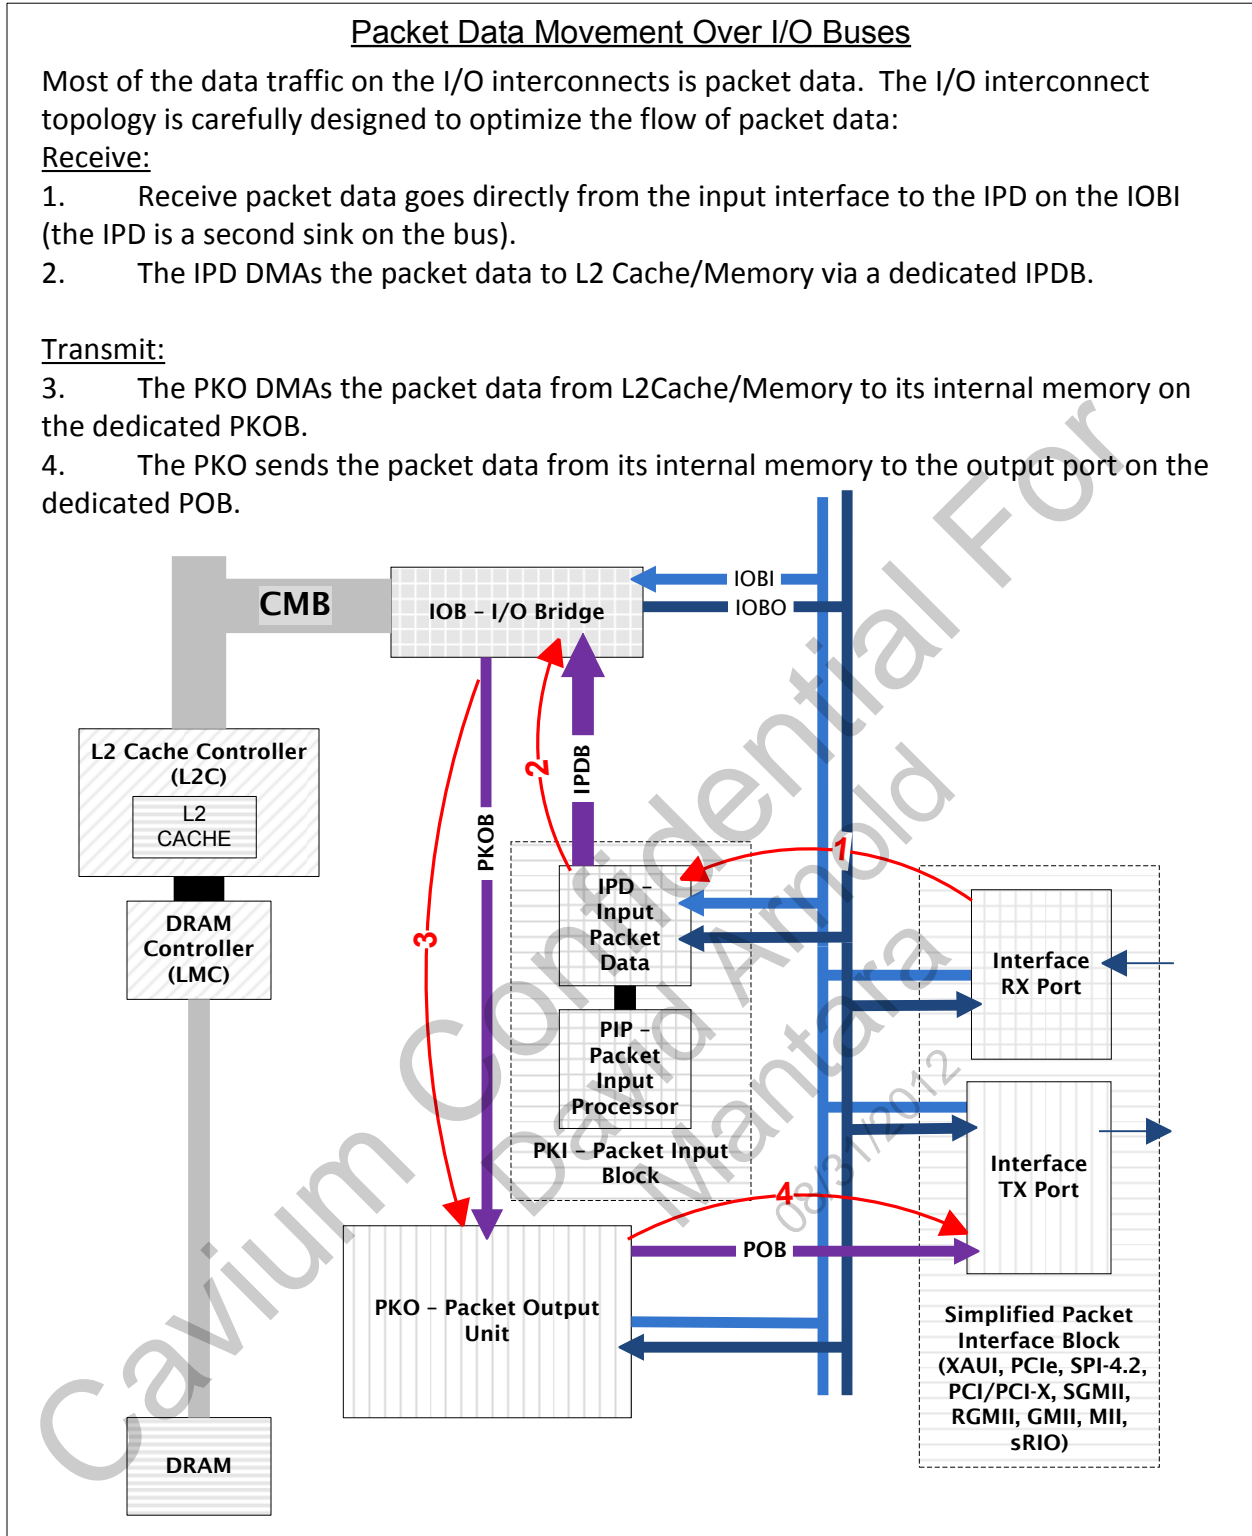 Packet Data Movement Over I/O Buses
Most of the data traffic on the I/O interconnects is packet data.  The I/O interconnect
topology is carefully designed to optimize the flow of packet data:
Receive:
1. Receive packet data goes directly from the input interface to the IPD on the IOBI
(the IPD is a second sink on the bus).
2. The IPD DMAs the packet data to L2 Cache/Memory via a dedicated IPDB.
Transmit:
3. The PKO DMAs the packet data from L2Cache/Memory to its internal memory on
the dedicated PKOB.
4. The PKO sends the packet data from its internal memory to the output port on the
dedicated POB.
IOBI
IOBO
CMB
IOB – I/O Bridge
L2 Cache Controller
(L2C)
L2
CACHE
2
IPDB
PKOB
1
IPD –
Input
Packet
Data
DRAM
Controller
(LMC)
3
Interface
RX Port
PIP –
Packet
Input
Processor
PKI – Packet Input
Block
Interface
TX Port
4
POB
PKO – Packet Output
Unit
Simplified Packet
Interface Block
(XAUI, PCIe, SPI-4.2,
PCI/PCI-X, SGMII,
RGMII, GMII, MII,
sRIO)
DRAM
Cavium Confidential For
David Arnold
Mantara
08/31/2012